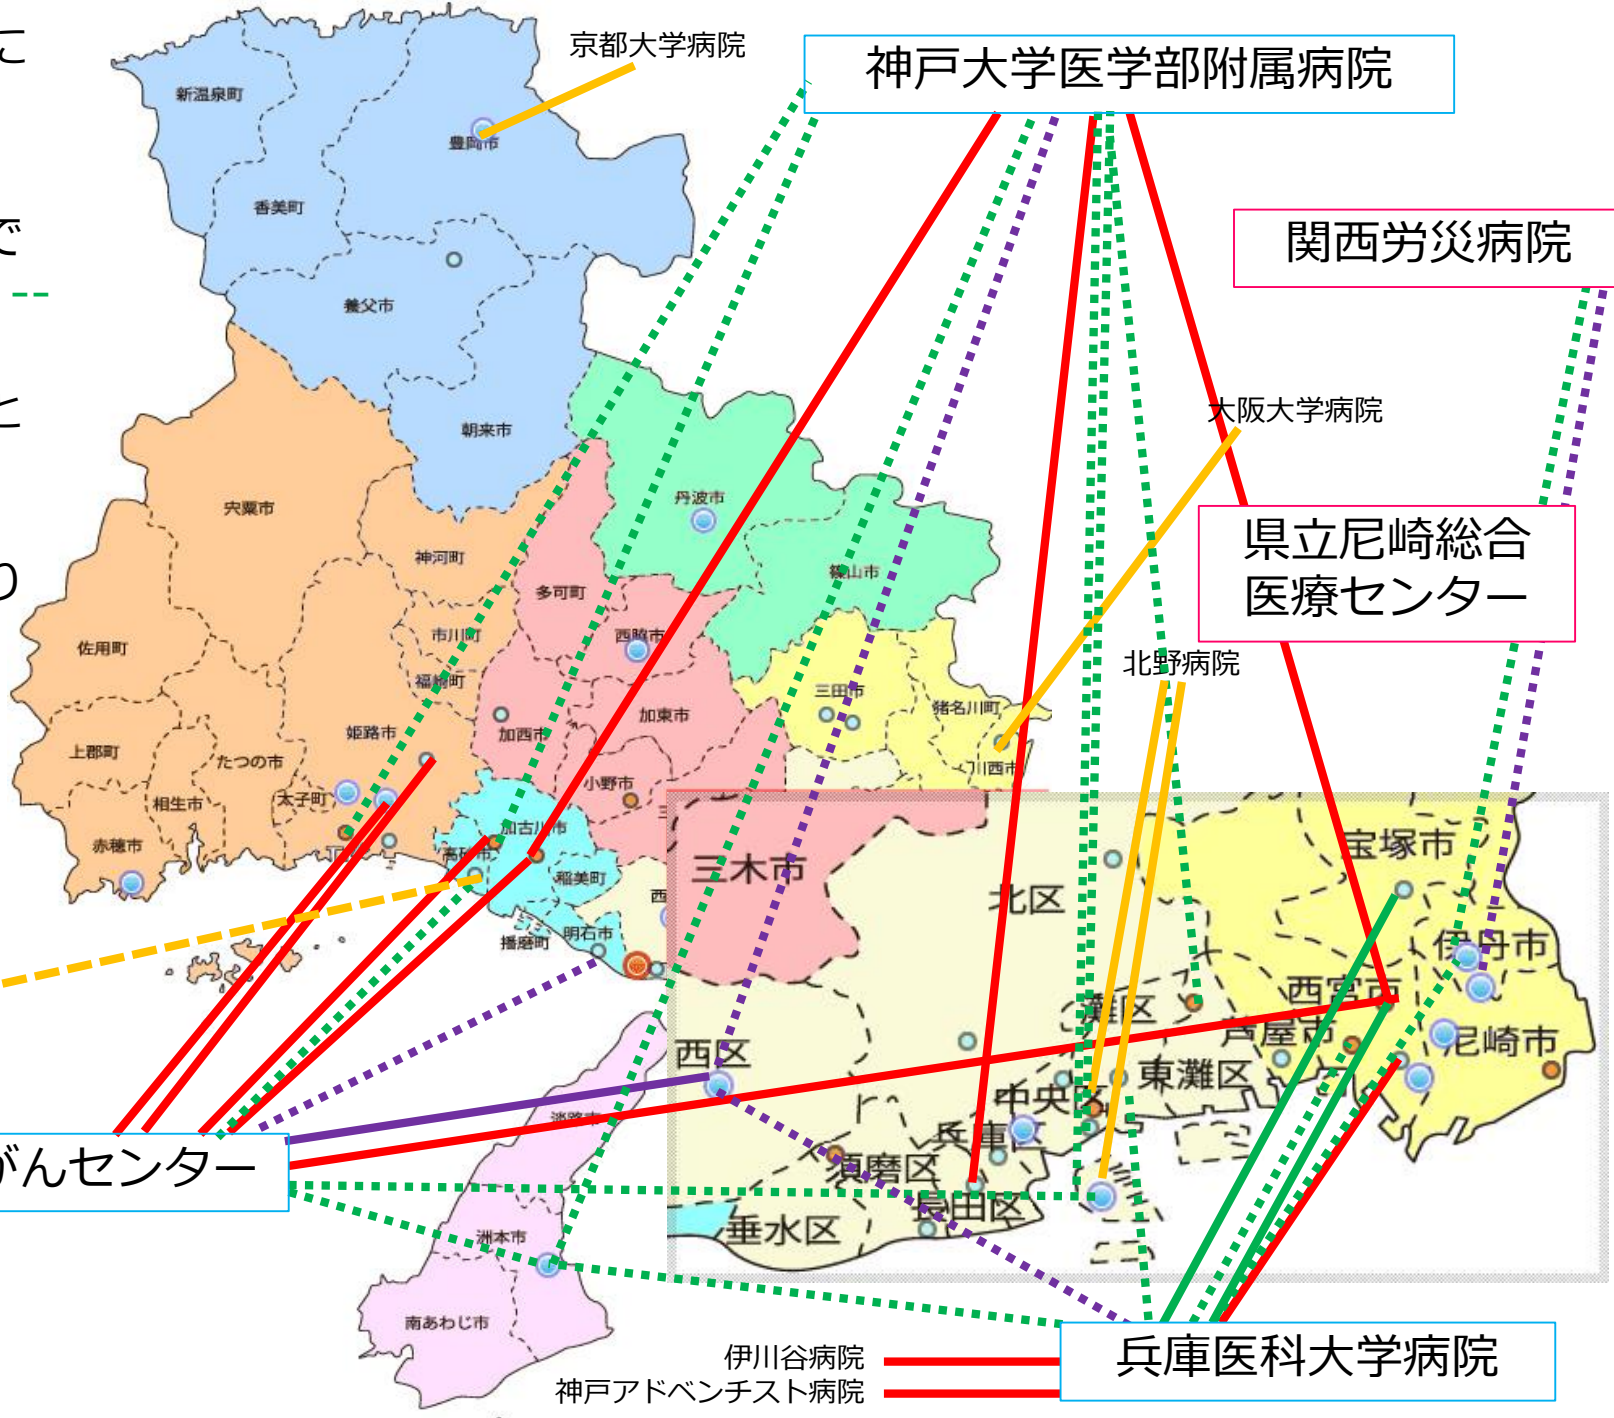 に
京都大学病院
神戸大学医学部附属病院
新温泉町
豊岡市
香美町
で
関西労災病院
養父市
と
大阪大学病院
朝来市
丹波市
宍粟市
県立尼崎総合
医療センター
神河町
篠山市
り
多可町
市川町
西脇市
佐用町
北野病院
福崎町
三田市
猪名川町
加東市
姫路市
加西市
上郡町
たつの市
川西市
小野市
太子町
相生市
三
加古川市
宝塚市
赤穂市
高砂市
三木市
稲美町
北区
西
明石市
播磨町
伊丹市
西宮市
灘区
芦屋市
尼崎市
西区
東灘区
中央区
淡路市
兵庫区
がんセンター
須磨区
長田区
垂水区
洲本市
南あわじ市
兵庫医科大学病院
伊川谷病院
神戸アドベンチスト病院